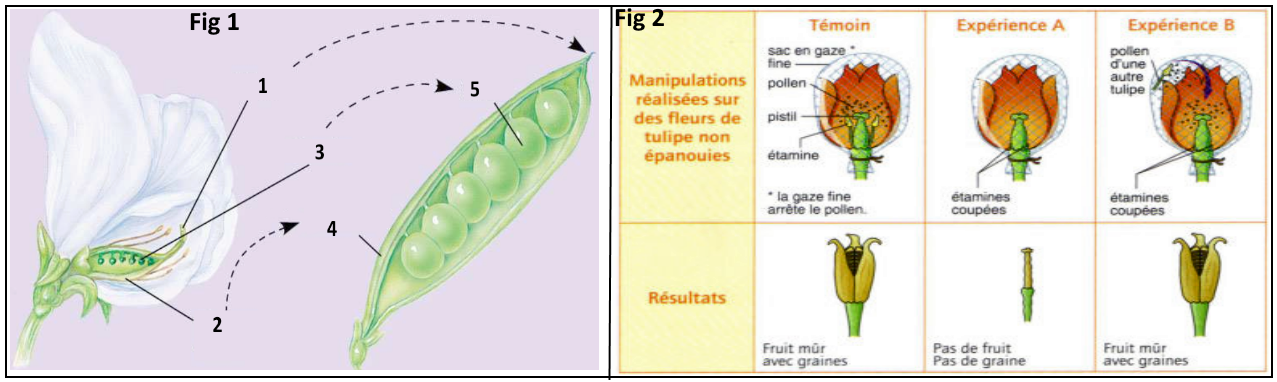 Fig 1
1
5
3
4
2
Fig 2
Témoin
Expérience A
Expérience B
Manipulations
réalisées sur
des fleurs de
tulipe non
épanouies
sac en gaze *
fine
pollen
pistil
étamine
* la gaze fine
arrête le pollen.
étamines
coupées
pollen
d'une
autre
tulipe
étamines
coupées
Résultats
Fruit mûr
avec graines
Pas de fruit
Pas de graine
Fruit mûr
avec graines